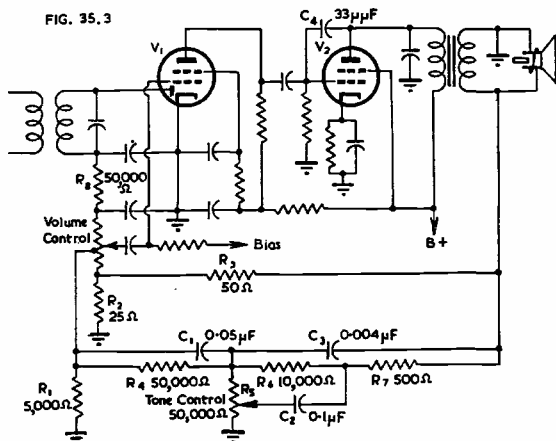 FIG. 35.3
C4 33μμF
V1
V2
R8 50,000 Ω
Volume Control
Bias
B+
R3
50Ω
R2
25Ω
C1 0·05μF
C3 0·004μF
R1
5,000Ω
R4 50,000Ω
R5
R6 10,000Ω
R7 500Ω
Tone Control
50,000Ω
C2 0·1μF